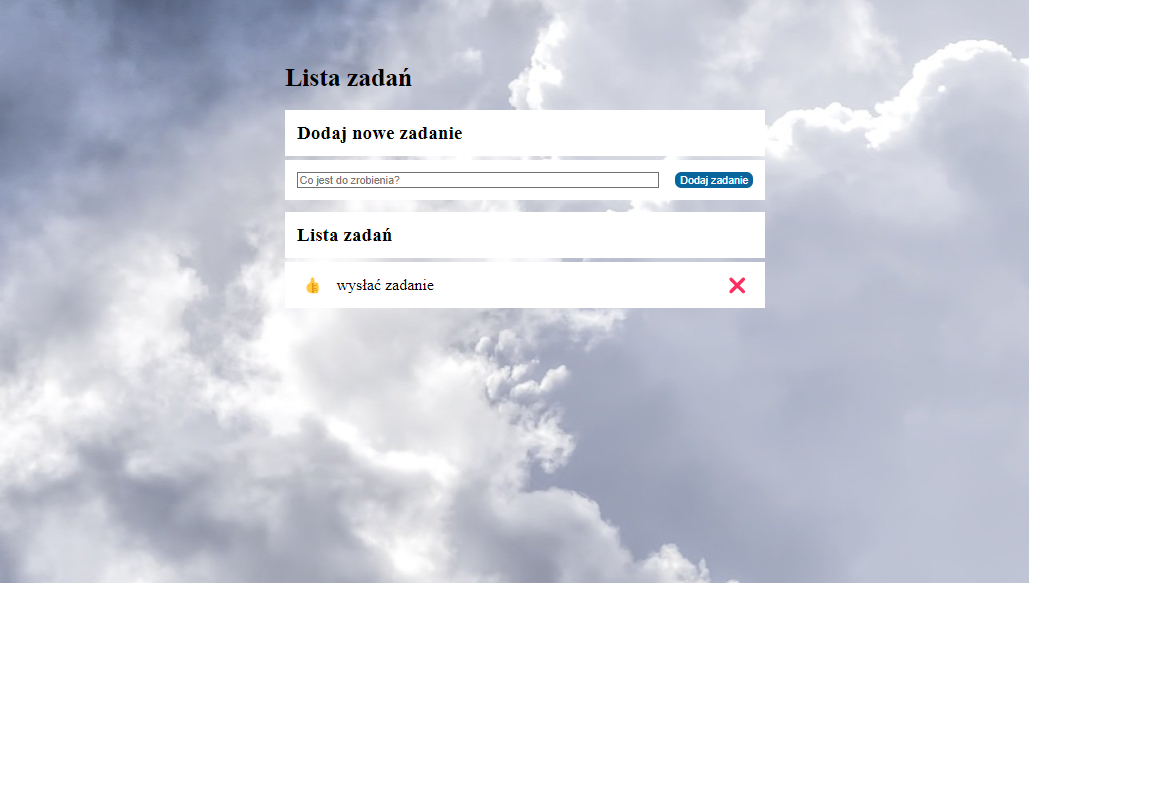 Lista zadań
Dodaj nowe zadanie
Co jest do zrobienia? Dodaj zadanie
Lista zadań
👍 wysłać zadanie ❌